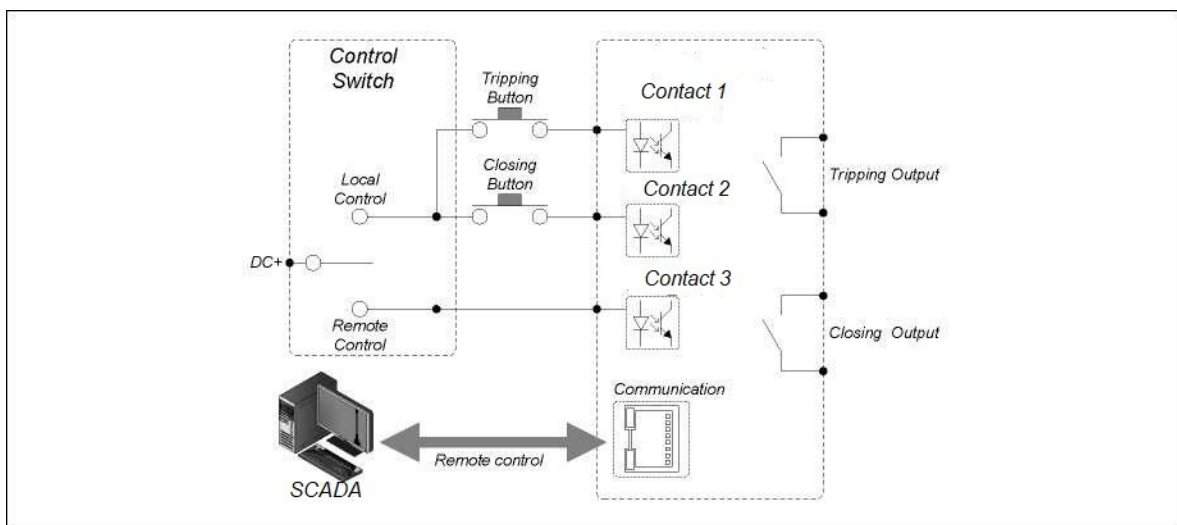 Control
Switch
Tripping
Button
Contact 1
Closing
Button
Local
Control
Contact 2
Tripping Output
DC+
Contact 3
Remote
Control
Closing Output
Communication
Remote control
SCADA